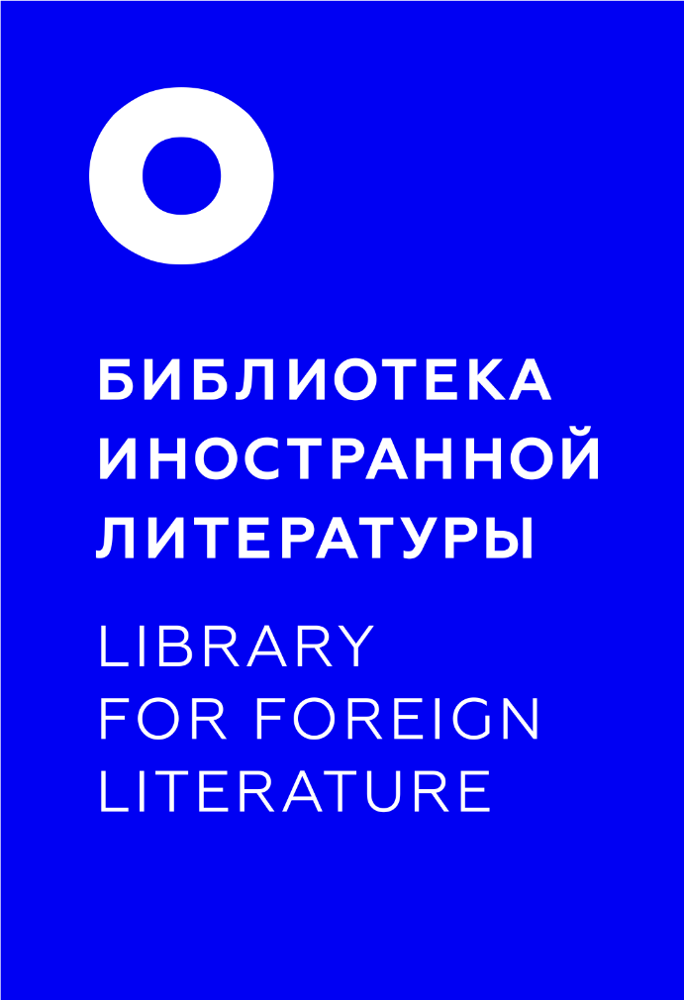 БИБЛИОТЕКА
ИНОСТРАННОЙ
ЛИТЕРАТУРЫ
LIBRARY
FOR FOREIGN
LITERATURE